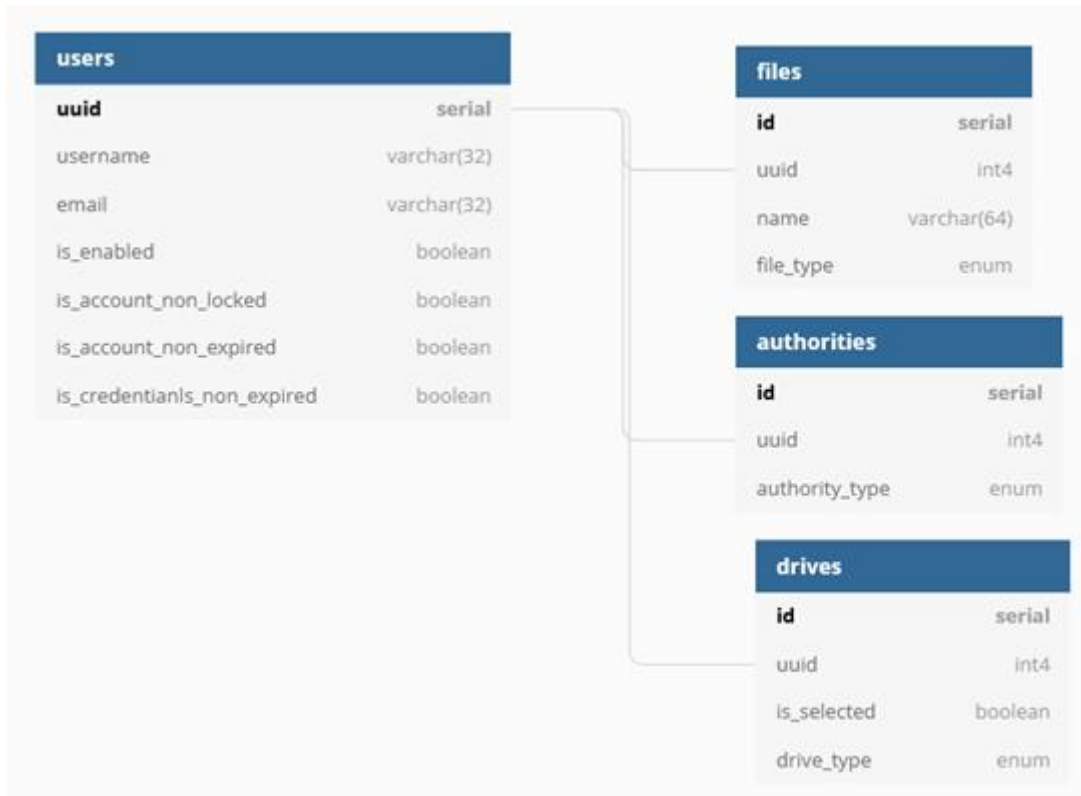 users
uuid serial
username varchar(32)
email varchar(32)
is_enabled boolean
is_account_non_locked boolean
is_account_non_expired boolean
is_credentianls_non_expired boolean
files
id serial
uuid int4
name varchar(64)
file_type enum
authorities
id serial
uuid int4
authority_type enum
drives
id serial
uuid int4
is_selected boolean
drive_type enum